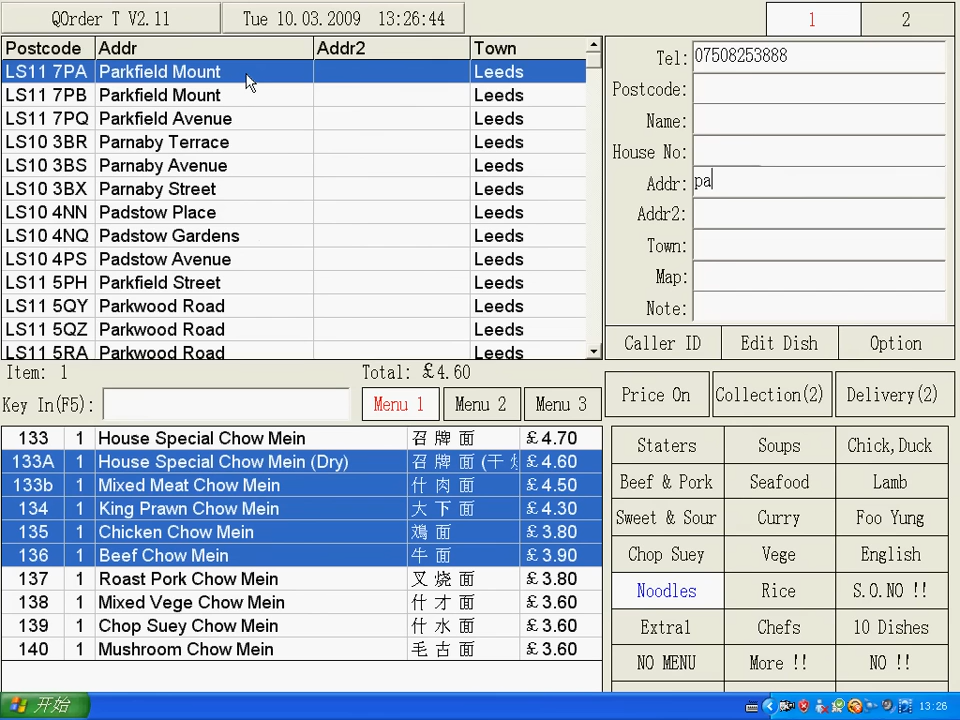 QOrder T V2.11 Tue 10.03.2009 13:26:44 1 2
Postcode Addr Addr2 Town
LS11 7PA Parkfield Mount Leeds
LS11 7PB Parkfield Mount Leeds
LS11 7PQ Parkfield Avenue Leeds
LS10 3BR Parnaby Terrace Leeds
LS10 3BS Parnaby Avenue Leeds
LS10 3BX Parnaby Street Leeds
LS10 4NN Padstow Place Leeds
LS10 4NQ Padstow Gardens Leeds
LS10 4PS Padstow Avenue Leeds
LS11 5PH Parkfield Street Leeds
LS11 5QY Parkwood Road Leeds
LS11 5QZ Parkwood Road Leeds
LS11 5RA Parkwood Road Leeds
Tel: 07508253888
Postcode:
Name:
House No:
Addr: pa
Addr2:
Town:
Map:
Note:
Caller ID Edit Dish Option
Item: 1 Total: £4.60
Key In(F5): Menu 1 Menu 2 Menu 3
Price On Collection(2) Delivery(2)
133 1 House Special Chow Mein 召牌面 £4.70
133A 1 House Special Chow Mein (Dry) 召牌面(干 £4.60
133b 1 Mixed Meat Chow Mein 什肉面 £4.50
134 1 King Prawn Chow Mein 大下面 £4.30
135 1 Chicken Chow Mein 鸡面 £3.80
136 1 Beef Chow Mein 牛面 £3.90
137 1 Roast Pork Chow Mein 叉烧面 £3.80
138 1 Mixed Vege Chow Mein 什才面 £3.60
139 1 Chop Suey Chow Mein 什水面 £3.60
140 1 Mushroom Chow Mein 毛古面 £3.60
Staters Soups Chick,Duck
Beef & Pork Seafood Lamb
Sweet & Sour Curry Foo Yung
Chop Suey Vege English
Noodles Rice S.O.NO !!
Extra1 Chefs 10 Dishes
NO MENU More !! NO !!
开始 13:26